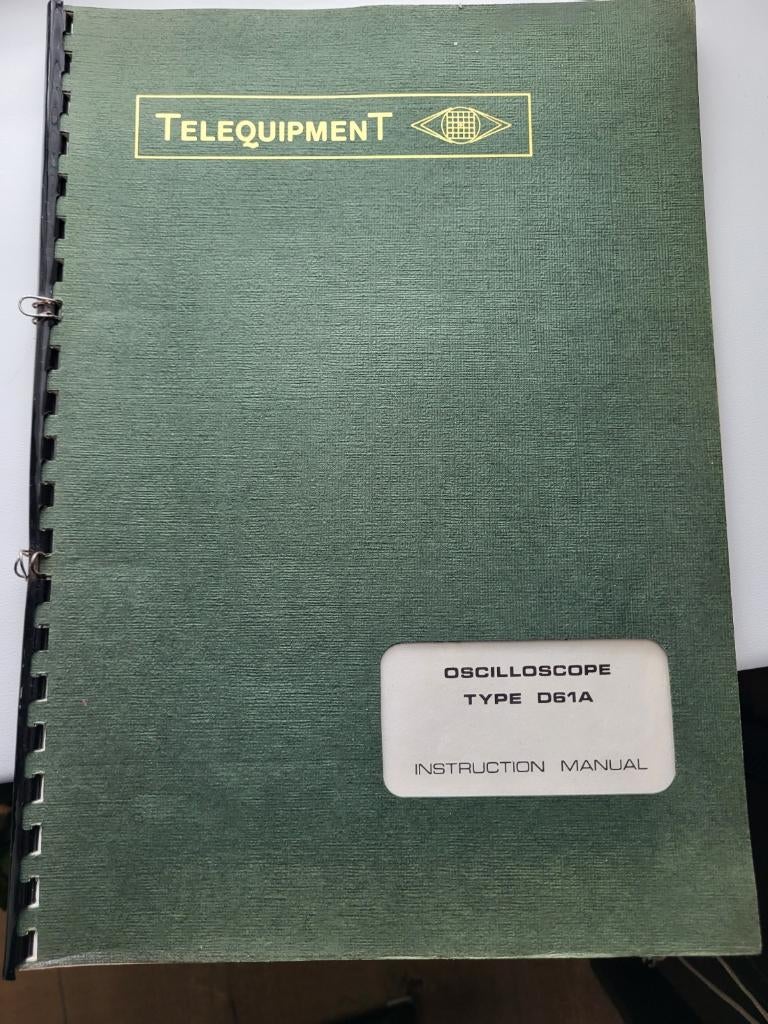 TELEQUIPMENT
OSCILLOSCOPE
TYPE D61A
INSTRUCTION MANUAL